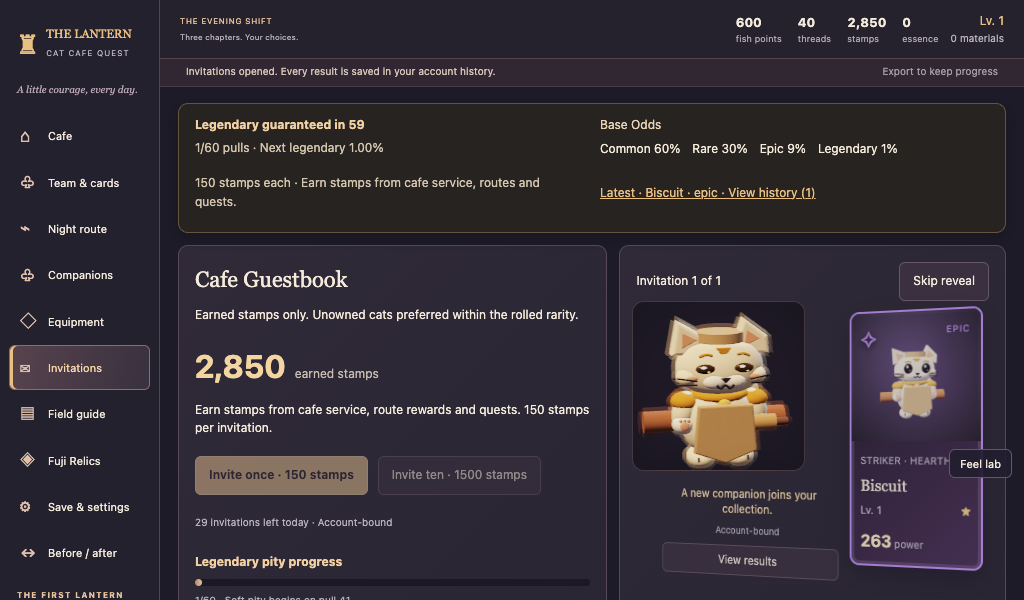 THE LANTERN
CAT CAFE QUEST
A little courage, every day.
Cafe
Team & cards
Night route
Companions
Equipment
Invitations
Field guide
Fuji Relics
Save & settings
Before / after
THE FIRST LANTERN
THE EVENING SHIFT
Three chapters. Your choices.
600
fish points
40
threads
2,850
stamps
0
essence
Lv. 1
0 materials
Invitations opened. Every result is saved in your account history.
Export to keep progress
Legendary guaranteed in 59
1/60 pulls · Next legendary 1.00%
150 stamps each · Earn stamps from cafe service, routes and
quests.
Base Odds
Common 60% Rare 30% Epic 9% Legendary 1%
Latest · Biscuit · epic · View history (1)
Cafe Guestbook
Earned stamps only. Unowned cats preferred within the rolled rarity.
2,850 earned stamps
Earn stamps from cafe service, route rewards and quests. 150 stamps
per invitation.
Invite once · 150 stamps
Invite ten · 1500 stamps
29 invitations left today · Account-bound
Legendary pity progress
1/60 · Soft pity begins on pull 41
Invitation 1 of 1
Skip reveal
A new companion joins your
collection.
Account-bound
View results
EPIC
STRIKER · HEARTH
Biscuit
Lv. 1
263 power
Feel lab